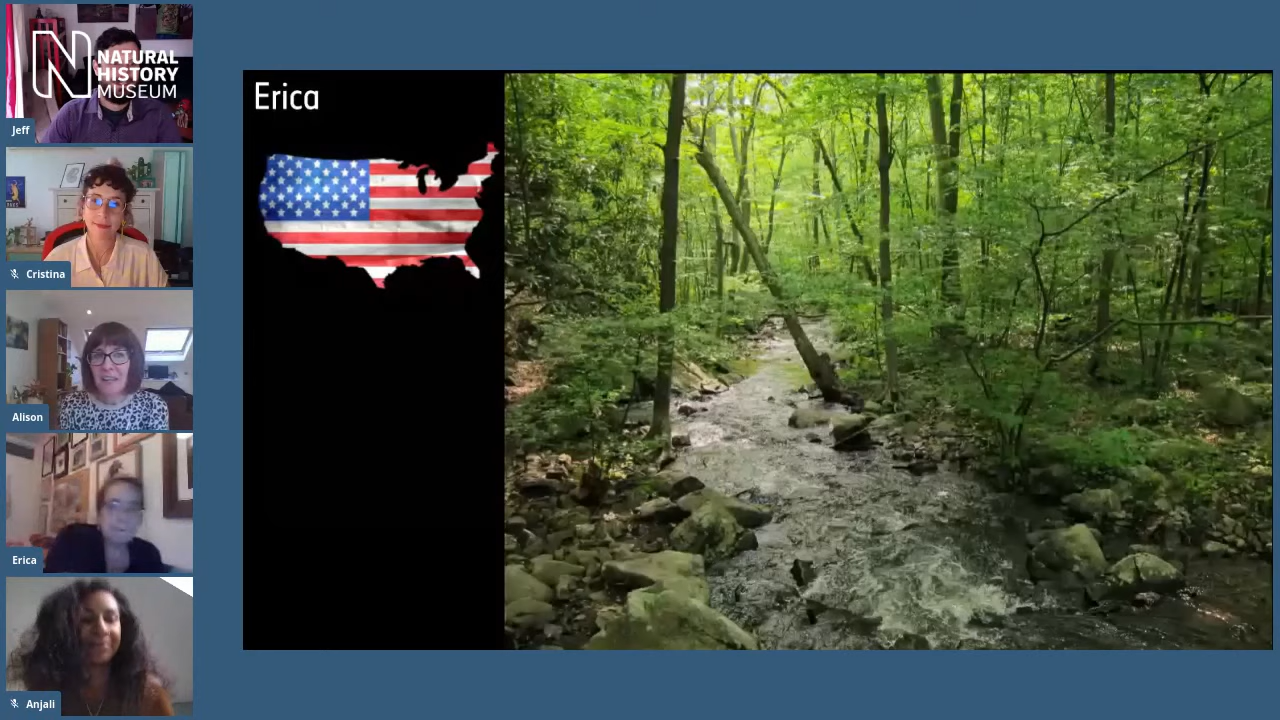 NATURAL
HISTORY
MUSEUM
Jeff
Cristina
Alison
Erica
Anjali
Erica